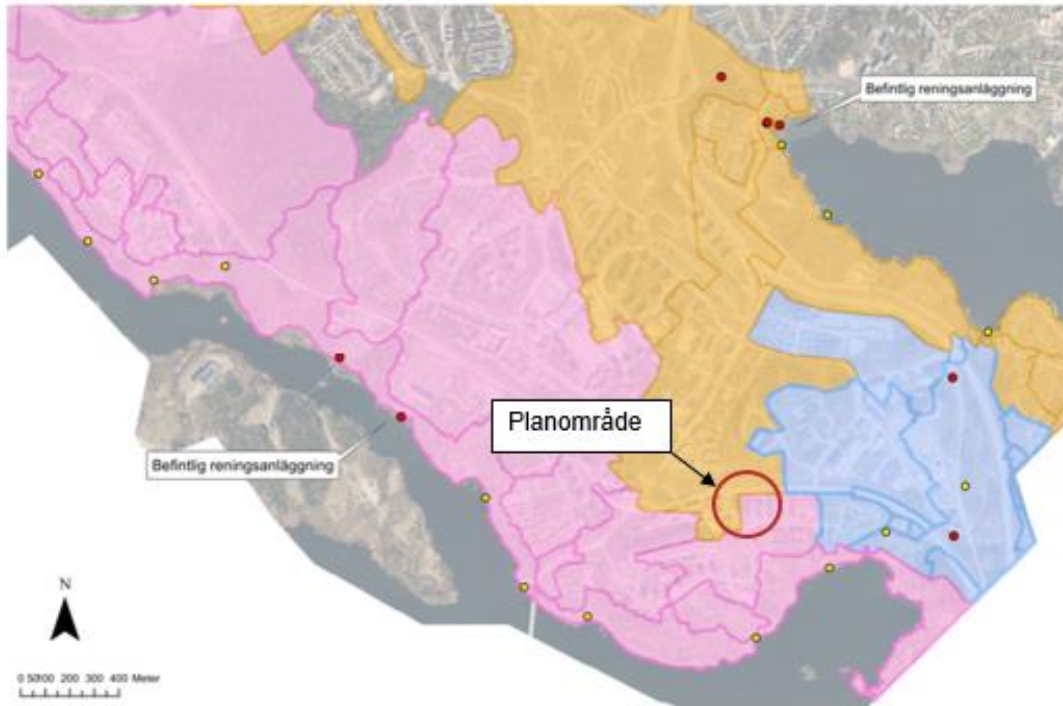 Befintlig reningsanläggning
Planområde
Befintlig reningsanläggning
N
0 50100 200 300 400 Meter